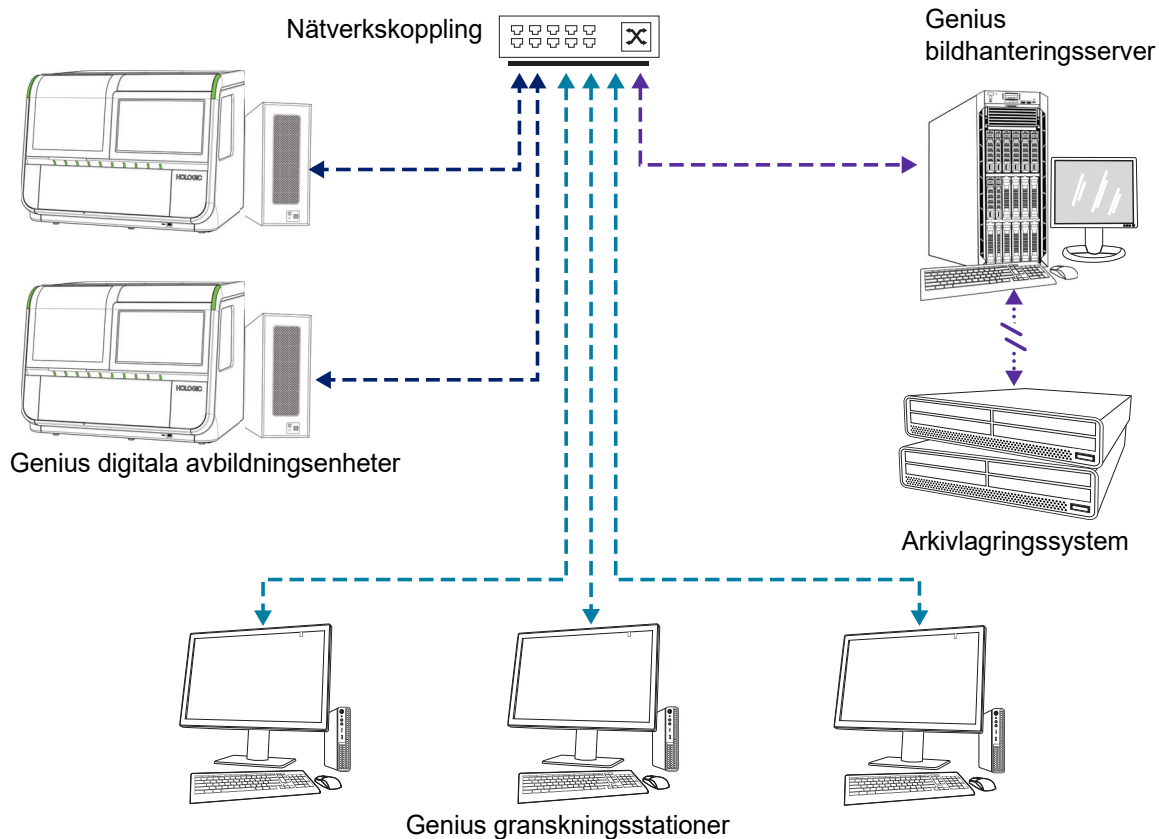 Nätverkskoppling
Genius
bildhanteringsserver
HOLOGIC
HOLOGIC
Genius digitala avbildningsenheter
Arkivlagringssystem
Genius granskningsstationer